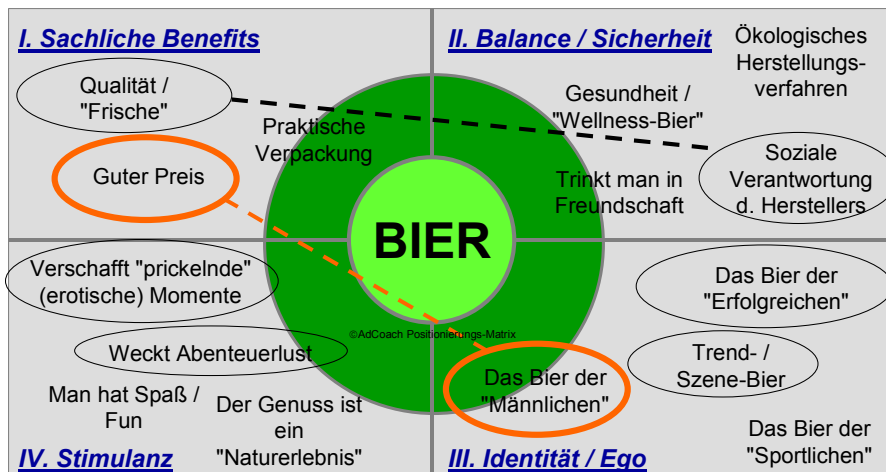 I. Sachliche Benefits
Qualität /
"Frische"
Praktische
Verpackung
Guter Preis
II. Balance / Sicherheit
Ökologisches
Herstellungs-
verfahren
Gesundheit /
"Wellness-Bier"
Trinkt man in
Freundschaft
Soziale
Verantwortung
d. Herstellers
BIER
©AdCoach Positionierungs-Matrix
Verschafft "prickelnde"
(erotische) Momente
Weckt Abenteuerlust
Man hat Spaß /
Fun
Der Genuss ist
ein
"Naturerlebnis"
IV. Stimulanz
Das Bier der
"Erfolgreichen"
Trend- /
Szene-Bier
Das Bier der
"Männlichen"
Das Bier der
"Sportlichen"
III. Identität / Ego